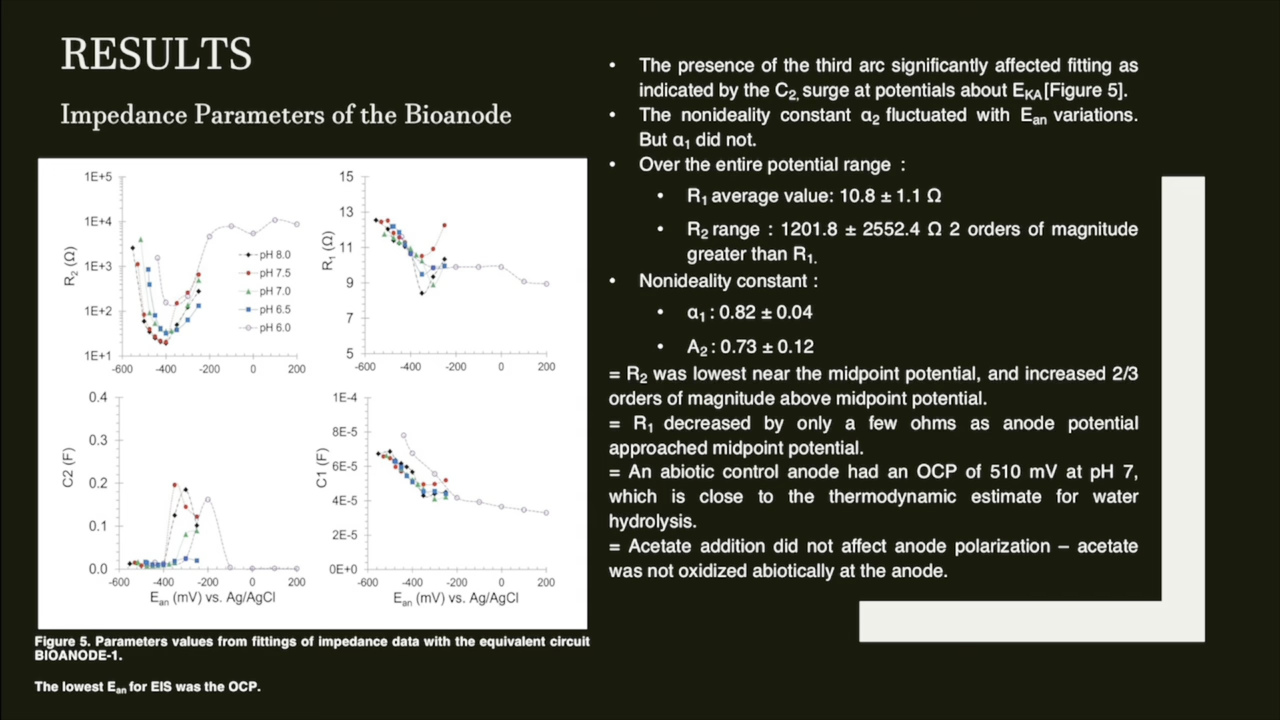 RESULTS
Impedance Parameters of the Bioanode
1E+5
1E+4
1E+3
1E+2
1E+1
R2 (Ω)
-600
-400
-200
0
200
pH 8.0
pH 7.5
pH 7.0
pH 6.5
pH 6.0
15
13
11
9
7
5
R1 (Ω)
-600
-400
-200
0
200
0.4
0.3
0.2
0.1
0.0
C2 (F)
-600
-400
-200
0
200
Ean (mV) vs. Ag/AgCl
1E-4
8E-5
6E-5
4E-5
2E-5
0E+0
C1 (F)
-600
-400
-200
0
200
Ean (mV) vs. Ag/AgCl
Figure 5. Parameters values from fittings of impedance data with the equivalent circuit
BIOANODE-1.
The lowest Ean for EIS was the OCP.
• The presence of the third arc significantly affected fitting as
indicated by the C2, surge at potentials about EKA[Figure 5].
• The nonideality constant α2 fluctuated with Ean variations.
But α1 did not.
• Over the entire potential range :
• R1 average value: 10.8 ± 1.1 Ω
• R2 range : 1201.8 ± 2552.4 Ω 2 orders of magnitude
greater than R1.
• Nonideality constant :
• α1 : 0.82 ± 0.04
• A2 : 0.73 ± 0.12
= R2 was lowest near the midpoint potential, and increased 2/3
orders of magnitude above midpoint potential.
= R1 decreased by only a few ohms as anode potential
approached midpoint potential.
= An abiotic control anode had an OCP of 510 mV at pH 7,
which is close to the thermodynamic estimate for water
hydrolysis.
= Acetate addition did not affect anode polarization – acetate
was not oxidized abiotically at the anode.